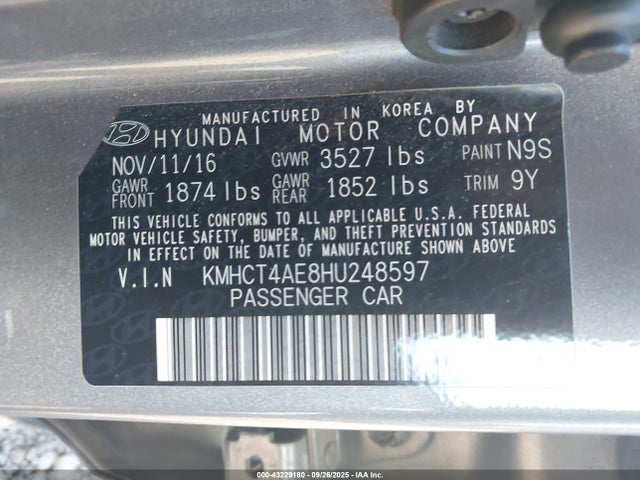 MANUFACTURED IN KOREA BY
HYUNDAI MOTOR COMPANY
NOV/11/16 GVWR 3527 lbs PAINT N9S
GAWR FRONT 1874 lbs GAWR REAR 1852 lbs TRIM 9Y
THIS VEHICLE CONFORMS TO ALL APPLICABLE U.S.A. FEDERAL
MOTOR VEHICLE SAFETY, BUMPER, AND THEFT PREVENTION STANDARDS
IN EFFECT ON THE DATE OF MANUFACTURE SHOWN ABOVE
V.I.N KMHCT4AE8HU248597
PASSENGER CAR
000-43229180 - 09/26/2025 - IAA, Inc.